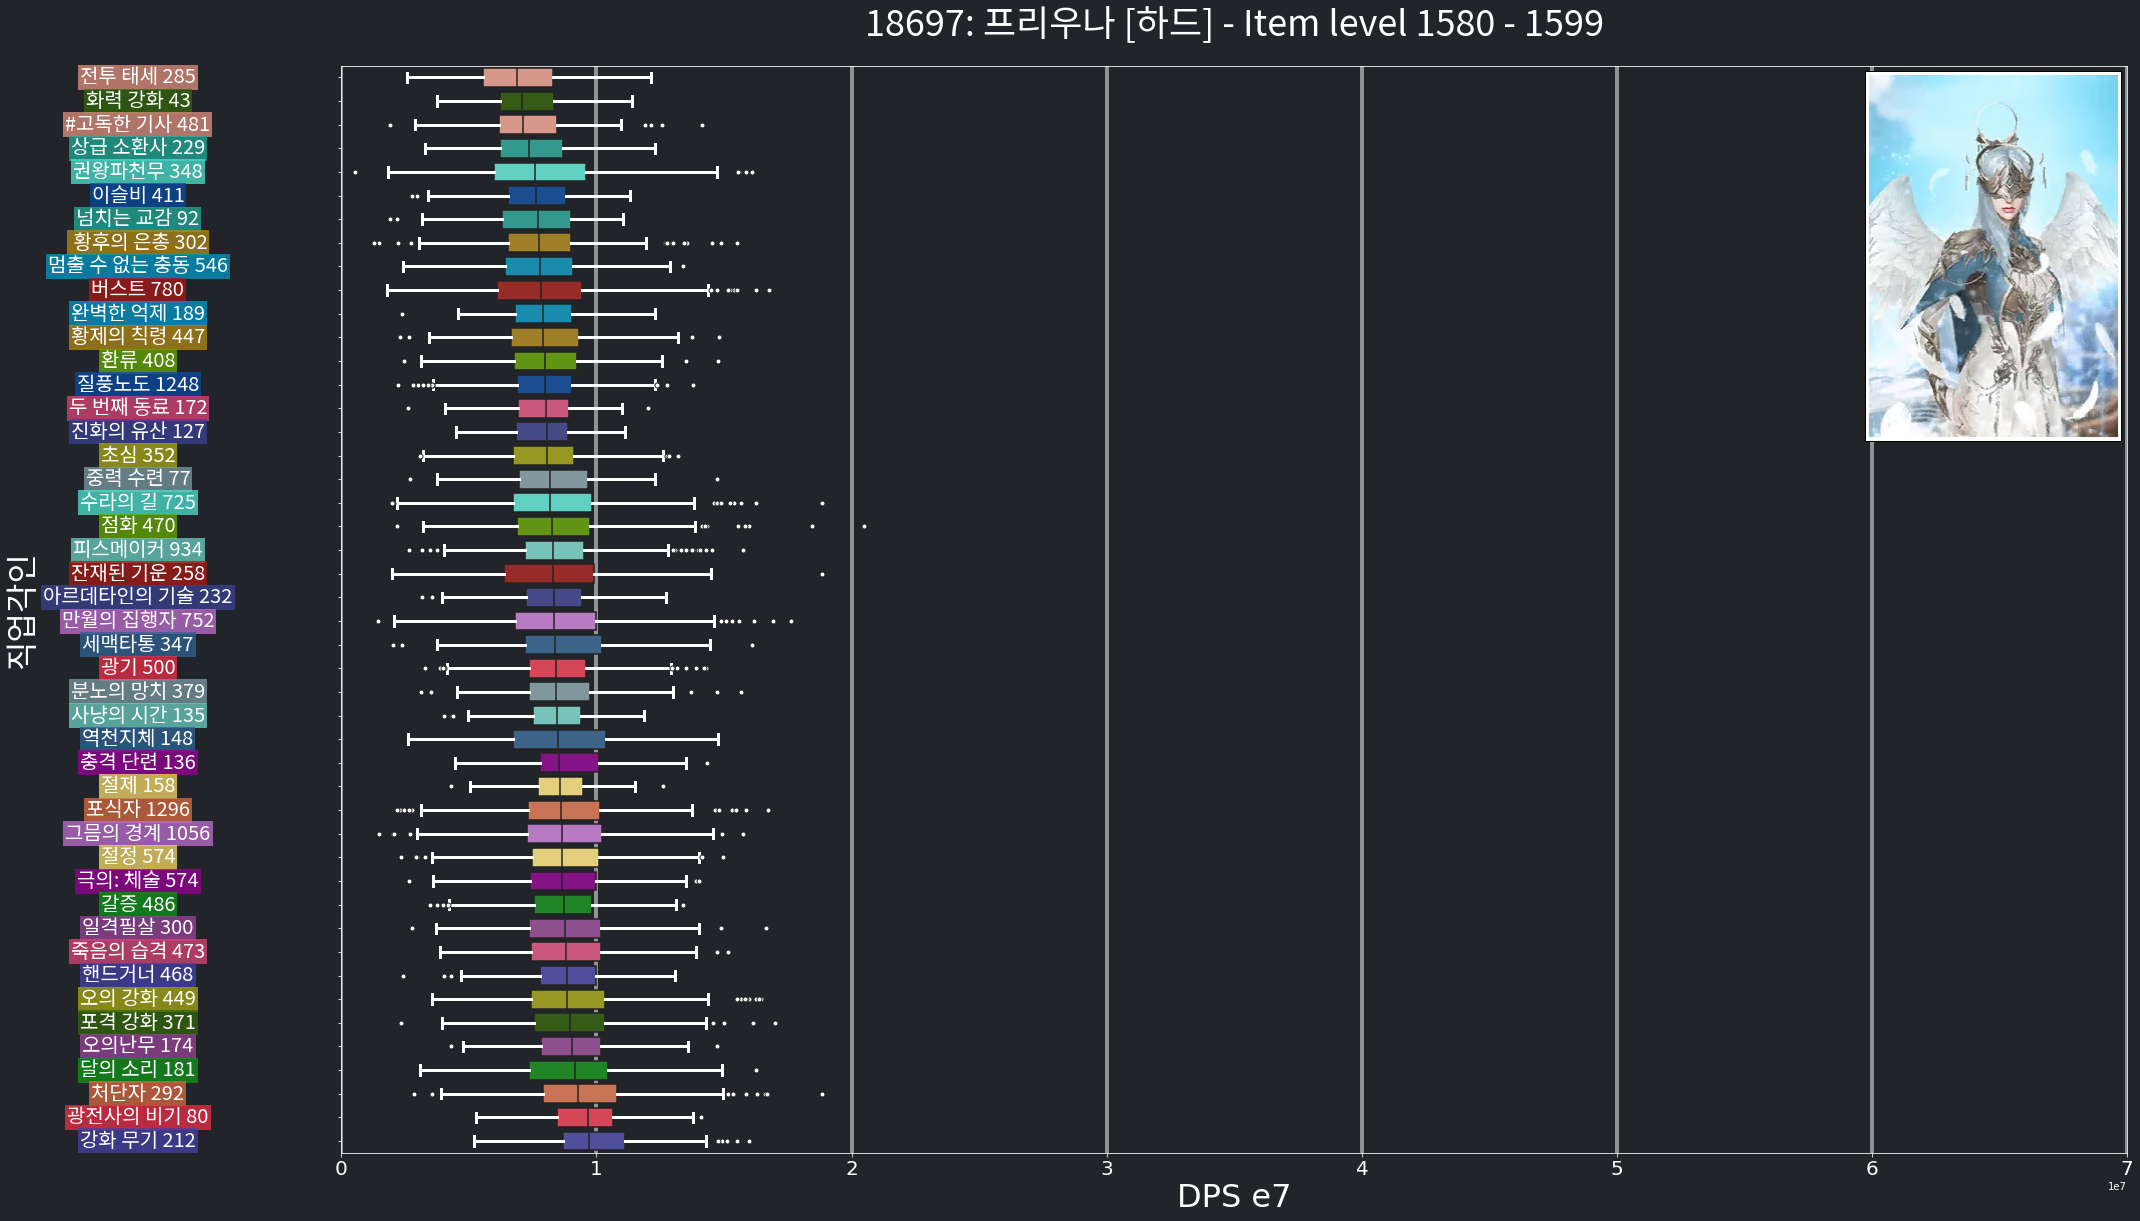 18697: 프리우나 [하드] - Item level 1580 - 1599
직업각인
전투 태세 285
화력 강화 43
#고독한 기사 481
상급 소환사 229
권왕파천무 348
이슬비 411
넘치는 교감 92
황후의 은총 302
멈출 수 없는 충동 546
버스트 780
완벽한 억제 189
황제의 칙령 447
환류 408
질풍노도 1248
두 번째 동료 172
진화의 유산 127
초심 352
중력 수련 77
수라의 길 725
점화 470
피스메이커 934
잔재된 기운 258
아르데타인의 기술 232
만월의 집행자 752
세맥타통 347
광기 500
분노의 망치 379
사냥의 시간 135
역천지체 148
충격 단련 136
절제 158
포식자 1296
그믐의 경계 1056
절정 574
극의: 체술 574
갈증 486
일격필살 300
죽음의 습격 473
핸드거너 468
오의 강화 449
포격 강화 371
오의난무 174
달의 소리 181
처단자 292
광전사의 비기 80
강화 무기 212
0 1 2 3 4 5 6 7
1e7
DPS e7